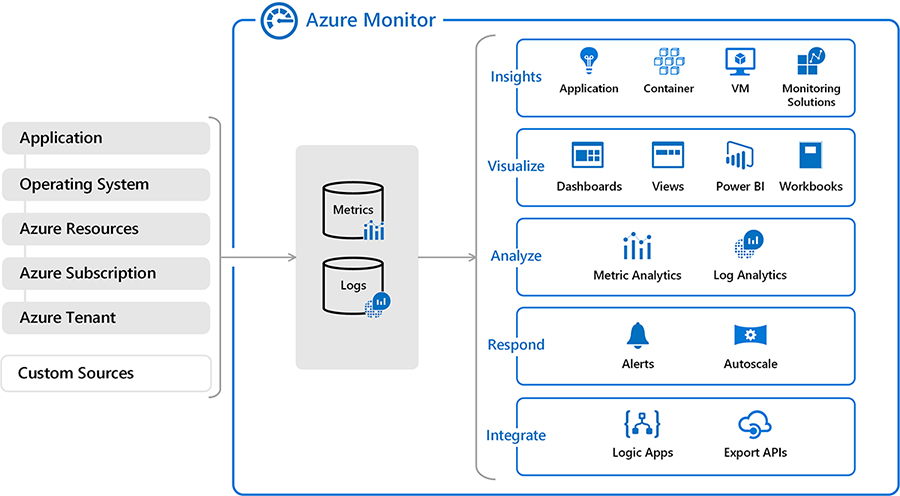 Azure Monitor
Application
Operating System
Azure Resources
Azure Subscription
Azure Tenant
Custom Sources
Metrics
Logs
Insights
Application
Container
VM
Monitoring
Solutions
Visualize
Dashboards
Views
Power BI
Workbooks
Analyze
Metric Analytics
Log Analytics
Respond
Alerts
Autoscale
Integrate
Logic Apps
Export APIs